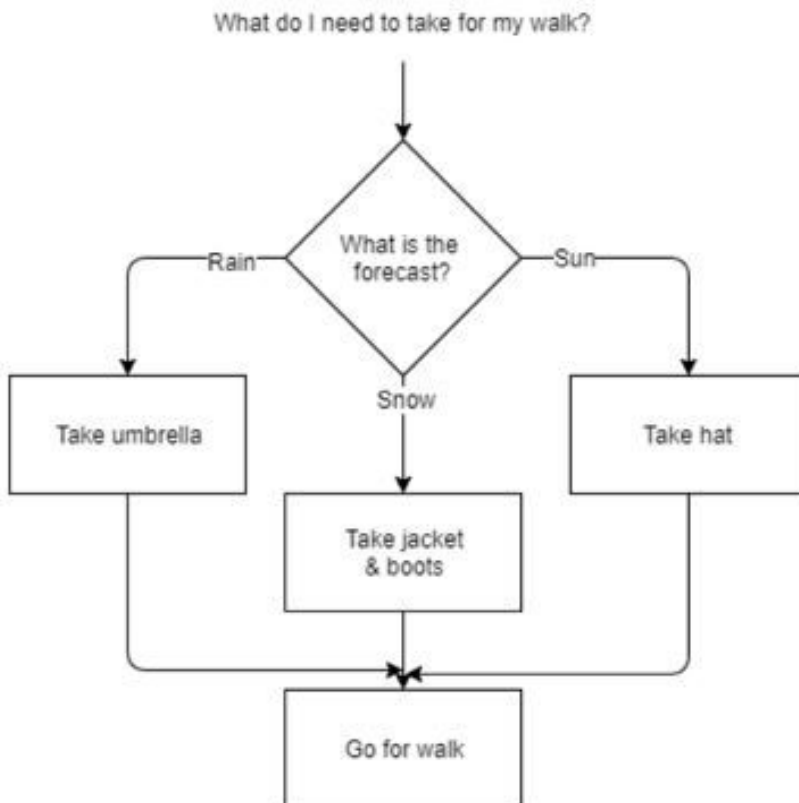 What do I need to take for my walk?
What is the
forecast?
Rain
Sun
Snow
Take umbrella
Take hat
Take jacket
& boots
Go for walk